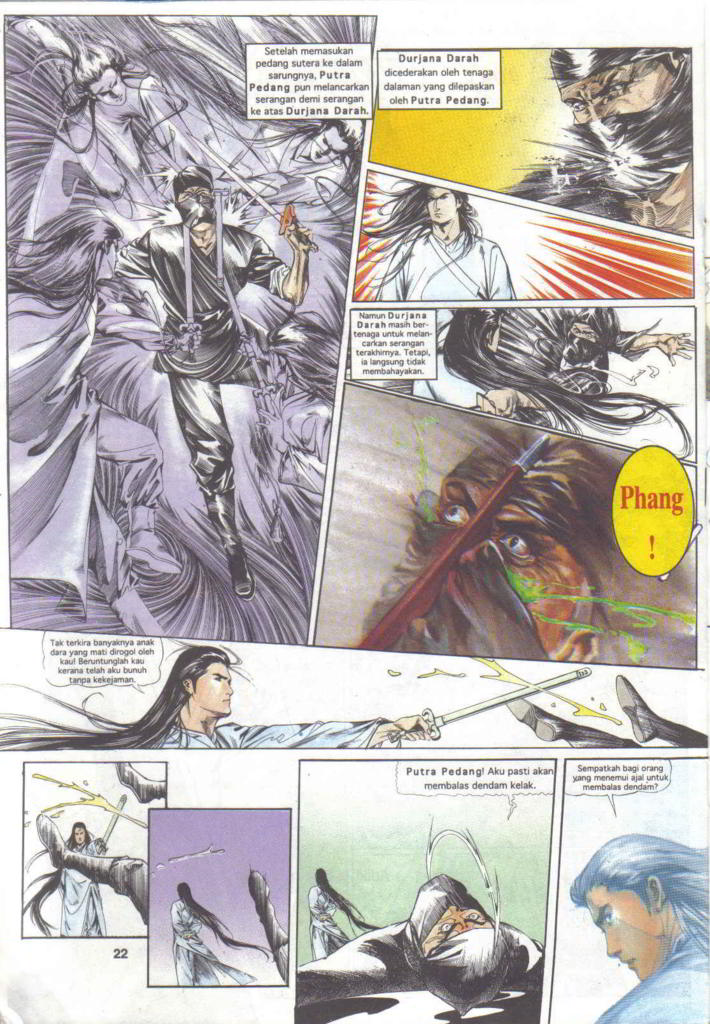 Setelah memasukan
pedang sutera ke dalam
sarungnya, Putra
Pedang pun melancarkan
serangan demi serangan
ke atas Durjana Darah.
Durjana Darah
dicederakan oleh tenaga
dalaman yang dilepaskan
oleh Putra Pedang.
Namun Durjana
Darah masih ber-
tenaga untuk melan-
carkan serangan
terakhirnya. Tetapi,
ia langsung tidak
membahayakan.
Phang
!
Tak terkira banyaknya anak
dara yang mati dirogol oleh
kau! Beruntunglah kau
kerana telah aku bunuh
tanpa kekejaman.
Putra Pedang! Aku pasti akan
membalas dendam kelak.
Sempatkah bagi orang
yang menemui ajal untuk
membalas dendam?
22